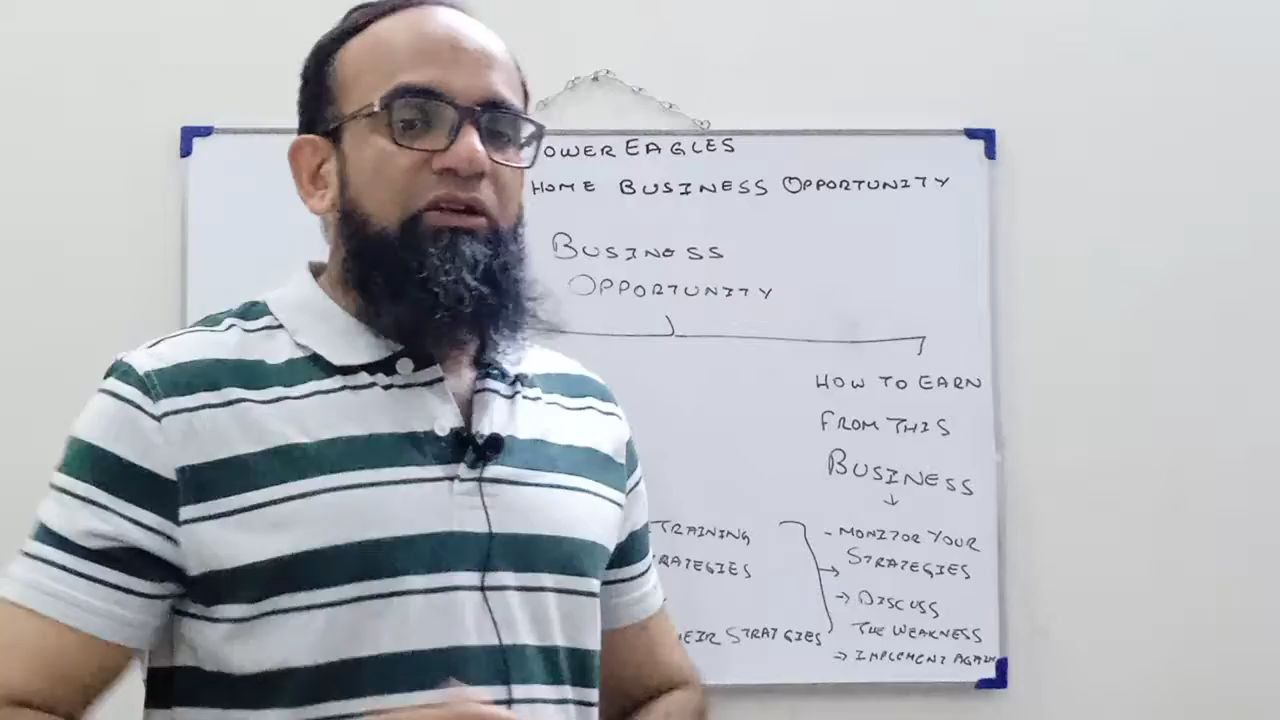 OWER EAGLES
HOME BUSINESS OPPORTUNITY
BUSINESS
OPPORTUNITY
HOW TO EARN
FROM THIS
BUSINESS
TRAINING
RATEGIES
EIR STRATGIES
- MONITOR YOUR
STRATEGIES
→ DISCUSS
THE WEAKNESS
→ IMPLEMENT AGAIN